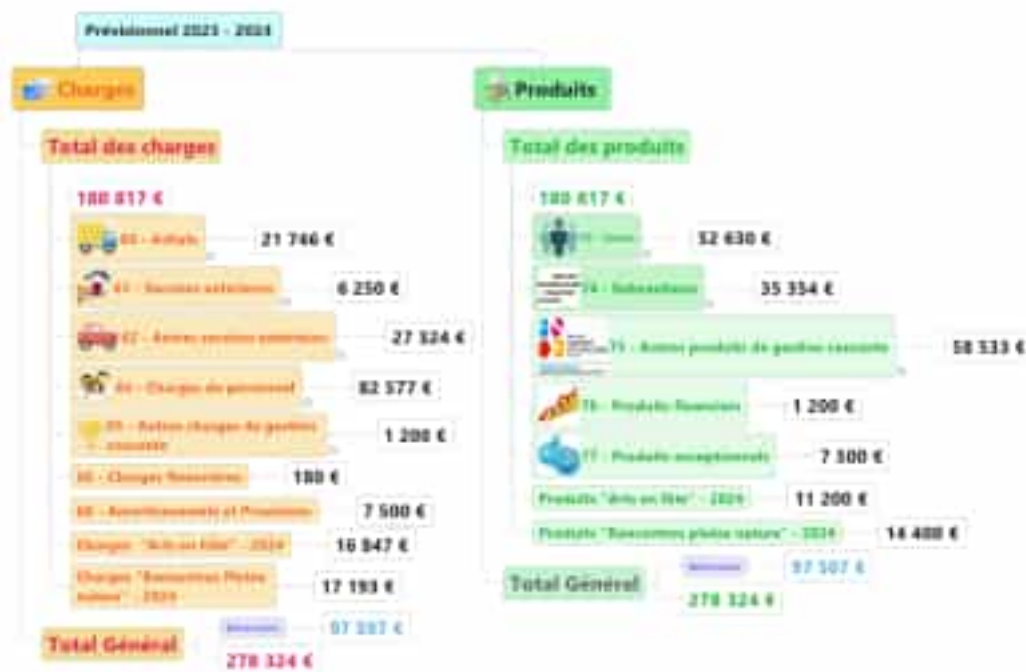 Prévisionnel 2023 - 2024
Charges
Total des charges
180 817 €
60 - Achats
21 746 €
61 - Services extérieurs
6 250 €
62 - Autres services extérieurs
27 324 €
64 - Charges de personnel
82 577 €
65 - Autres charges de gestion
courante
1 200 €
66 - Charges financières
180 €
68 - Amortissements et Provisions
7 500 €
Charges "Arts en fête" - 2024
16 847 €
Charges "Rencontres Pleine
nature" - 2024
17 193 €
Total Général
97 507 €
278 324 €
Produits
Total des produits
180 817 €
52 630 €
74 - Subventions
35 354 €
75 - Autres produits de gestion courante
58 533 €
76 - Produits financiers
1 200 €
77 - Produits exceptionnels
7 500 €
Produits "Arts en fête" - 2024
11 200 €
Produits "Rencontres pleine nature" - 2024
14 400 €
Total Général
97 507 €
278 324 €